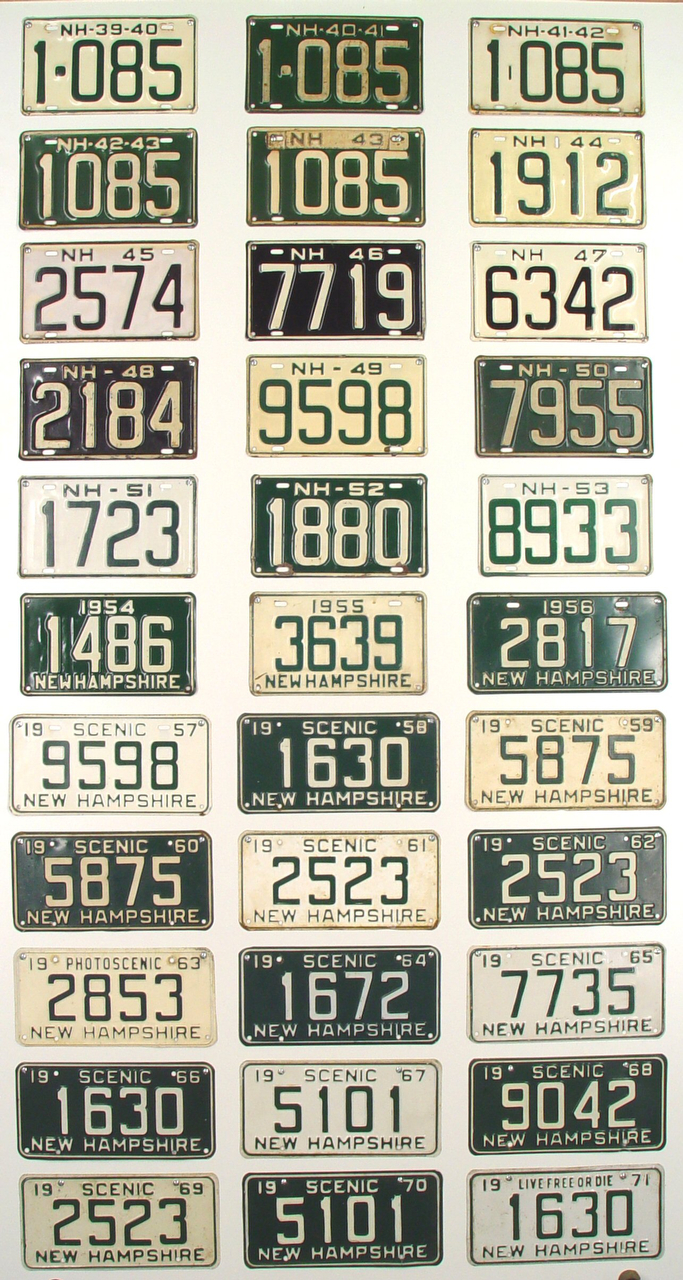 NH-39-40
1·085
NH-40-41
1·085
NH-41-42
1 085
NH-42-43
1085
NH 43
1085
NH 44
1912
NH 45
2574
NH 46
7719
NH 47
6342
NH-48
2184
NH-49
9598
NH-50
7955
NH-51
1723
NH-52
1880
NH-53
8933
1954
1486
NEW HAMPSHIRE
1955
3639
NEW HAMPSHIRE
1956
2817
NEW HAMPSHIRE
19 SCENIC 57
9598
NEW HAMPSHIRE
19 SCENIC 58
1630
NEW HAMPSHIRE
19 SCENIC 59
5875
NEW HAMPSHIRE
19 SCENIC 60
5875
NEW HAMPSHIRE
19 SCENIC 61
2523
NEW HAMPSHIRE
19 SCENIC 62
2523
NEW HAMPSHIRE
19 PHOTOSCENIC 63
2853
NEW HAMPSHIRE
19 SCENIC 64
1672
NEW HAMPSHIRE
19 SCENIC 65
7735
NEW HAMPSHIRE
19 SCENIC 66
1630
NEW HAMPSHIRE
19 SCENIC 67
5101
NEW HAMPSHIRE
19 SCENIC 68
9042
NEW HAMPSHIRE
19 SCENIC 69
2523
NEW HAMPSHIRE
19 SCENIC 70
5101
NEW HAMPSHIRE
19 LIVE FREE OR DIE 71
1630
NEW HAMPSHIRE